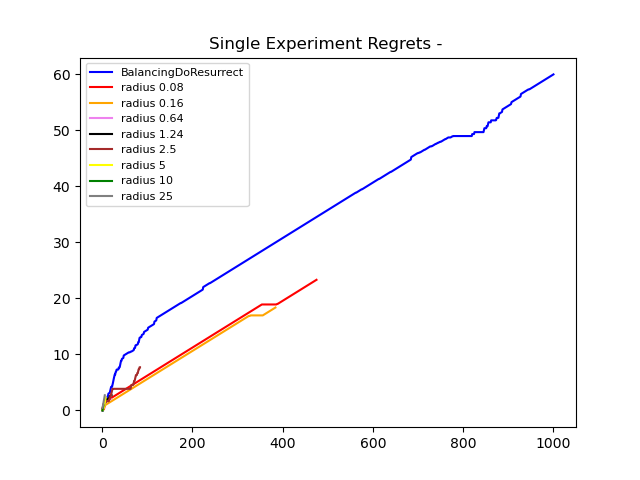 Single Experiment Regrets -
BalancingDoResurrect
radius 0.08
radius 0.16
radius 0.64
radius 1.24
radius 2.5
radius 5
radius 10
radius 25
60
50
40
30
20
10
0
0 200 400 600 800 1000